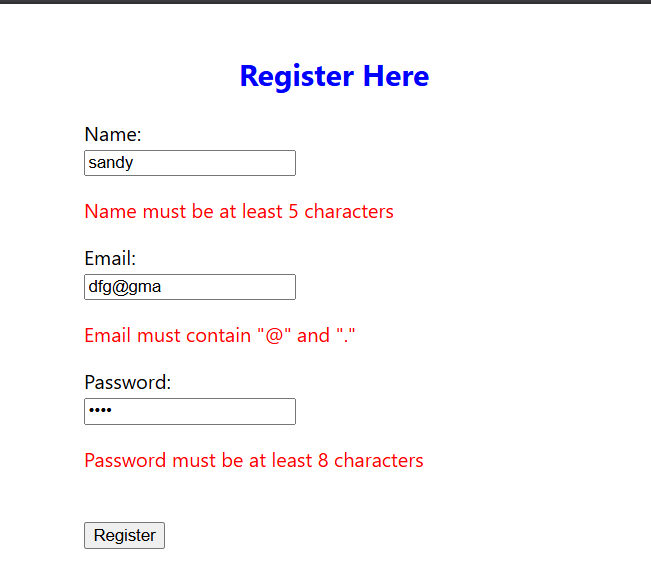 Register Here
Name:
sandy
Name must be at least 5 characters
Email:
dfg@gma
Email must contain "@" and "."
Password:
••••
Password must be at least 8 characters
Register